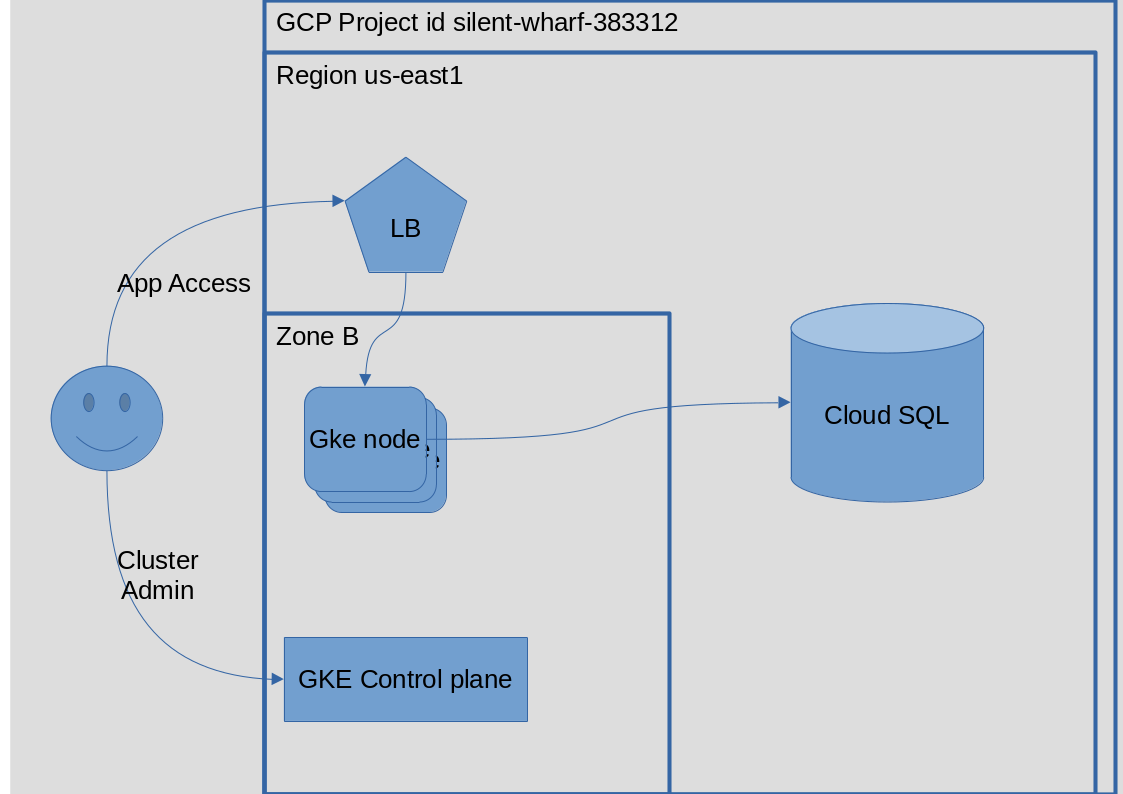 GCP Project id silent-wharf-383312
Region us-east1
LB
App Access
Zone B
Gke node
Cloud SQL
Cluster
Admin
GKE Control plane